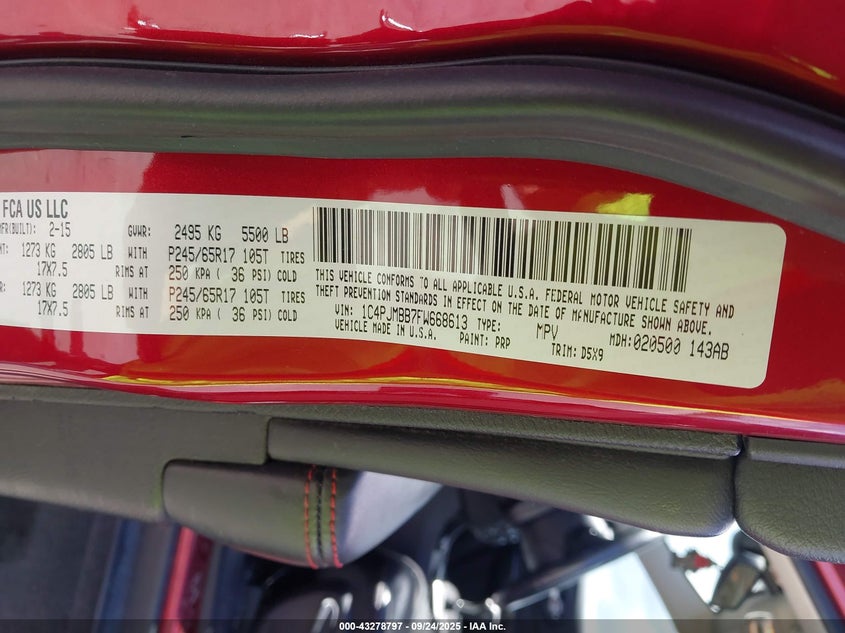 FCA US LLC
MFR(BUILT): 2-15 GVWR: 2495 KG 5500 LB
1273 KG 2805 LB WITH P245/65R17 105T TIRES
17X7.5 RIMS AT 250 KPA ( 36 PSI) COLD
1273 KG 2805 LB WITH P245/65R17 105T TIRES
17X7.5 RIMS AT 250 KPA ( 36 PSI) COLD
THIS VEHICLE CONFORMS TO ALL APPLICABLE U.S.A. FEDERAL MOTOR VEHICLE SAFETY AND
THEFT PREVENTION STANDARDS IN EFFECT ON THE DATE OF MANUFACTURE SHOWN ABOVE.
VIN: 1C4PJMBB7FW668613 TYPE: MPV MDH:020500 143AB
VEHICLE MADE IN U.S.A. PAINT: PRP TRIM: D5X9
000-43278797 - 09/24/2025 - IAA Inc.